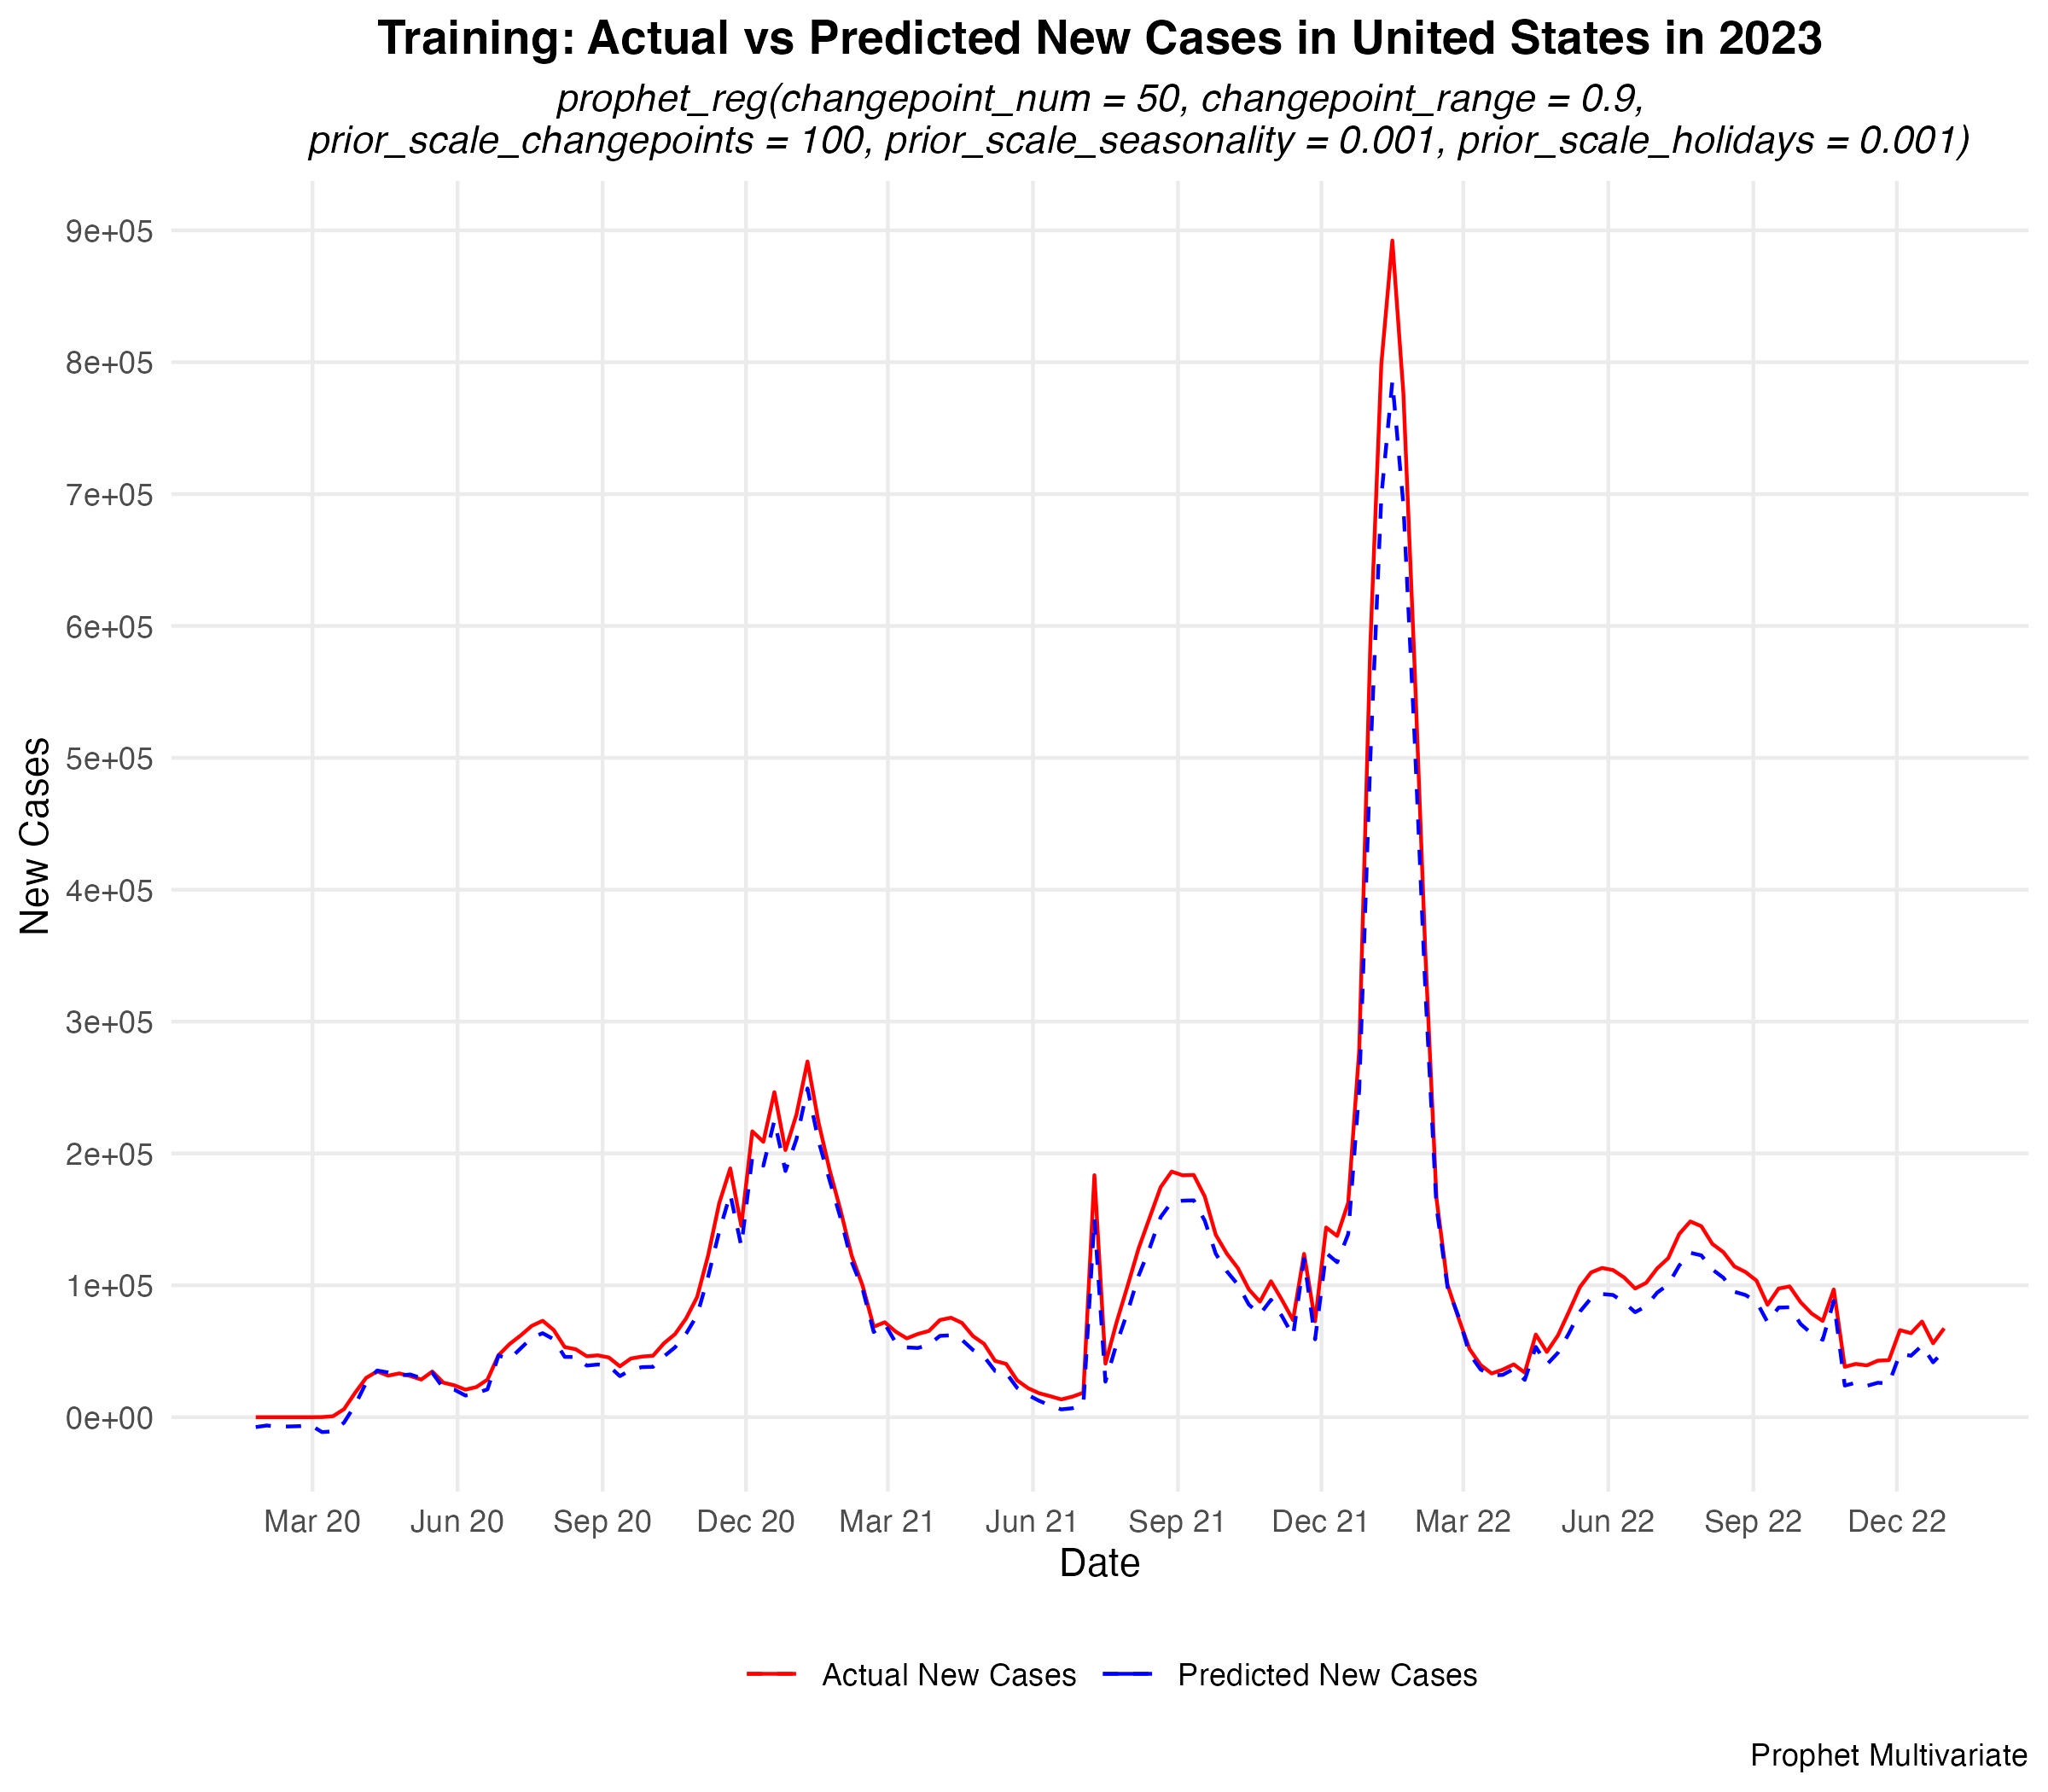 Training: Actual vs Predicted New Cases in United States in 2023
prophet_reg(changepoint_num = 50, changepoint_range = 0.9,
prior_scale_changepoints = 100, prior_scale_seasonality = 0.001, prior_scale_holidays = 0.001)
New Cases
9e+05
8e+05
7e+05
6e+05
5e+05
4e+05
3e+05
2e+05
1e+05
0e+00
Mar 20 Jun 20 Sep 20 Dec 20 Mar 21 Jun 21 Sep 21 Dec 21 Mar 22 Jun 22 Sep 22 Dec 22
Date
Actual New Cases Predicted New Cases
Prophet Multivariate